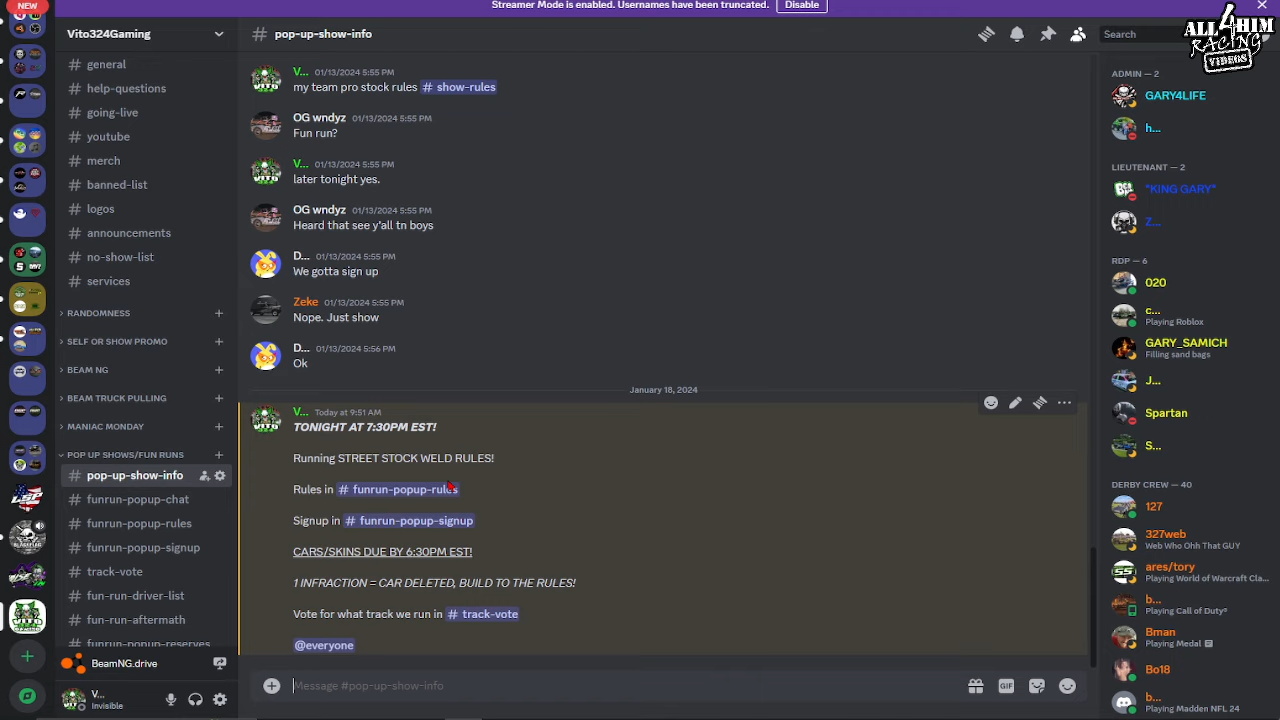 NEW
Streamer Mode is enabled. Usernames have been truncated.
Disable
Vito324Gaming
# general
# help-questions
# going-live
# youtube
# merch
# banned-list
# logos
# announcements
# no-show-list
# services
RANDOMNESS
SELF OR SHOW PROMO
BEAM NG
BEAM TRUCK PULLING
MANIAC MONDAY
POP UP SHOWS/FUN RUNS
# pop-up-show-info
# funrun-popup-chat
# funrun-popup-rules
# funrun-popup-signup
# track-vote
# fun-run-driver-list
# fun-run-aftermath
# funrun-popup-reserves
BeamNG.drive
V...
Invisible
# pop-up-show-info
V... 01/13/2024 5:55 PM
my team pro stock rules # show-rules
OG wndyz 01/13/2024 5:55 PM
Fun run?
V... 01/13/2024 5:55 PM
later tonight yes.
OG wndyz 01/13/2024 5:55 PM
Heard that see y'all tn boys
D... 01/13/2024 5:55 PM
We gotta sign up
Zeke 01/13/2024 5:55 PM
Nope. Just show
D... 01/13/2024 5:56 PM
Ok
January 18, 2024
V... Today at 9:51 AM
TONIGHT AT 7:30PM EST!
Running STREET STOCK WELD RULES!
Rules in # funrun-popup-rules
Signup in # funrun-popup-signup
CARS/SKINS DUE BY 6:30PM EST!
1 INFRACTION = CAR DELETED, BUILD TO THE RULES!
Vote for what track we run in # track-vote
@everyone
Message #pop-up-show-info
GIF
Search
ALL4HIM
RACING
VIDEOS
ADMIN — 2
GARY4LIFE
h...
LIEUTENANT — 2
"KING GARY"
Z...
RDP — 6
020
c...
Playing Roblox
GARY_SAMICH
Filling sand bags
J...
Spartan
S...
DERBY CREW — 40
127
327web
Web Who Ohh That GUY
ares/tory
Playing World of Warcraft Cla...
b...
Playing Call of Duty®
Bman
Playing Medal
Bo18
b...
Playing Madden NFL 24